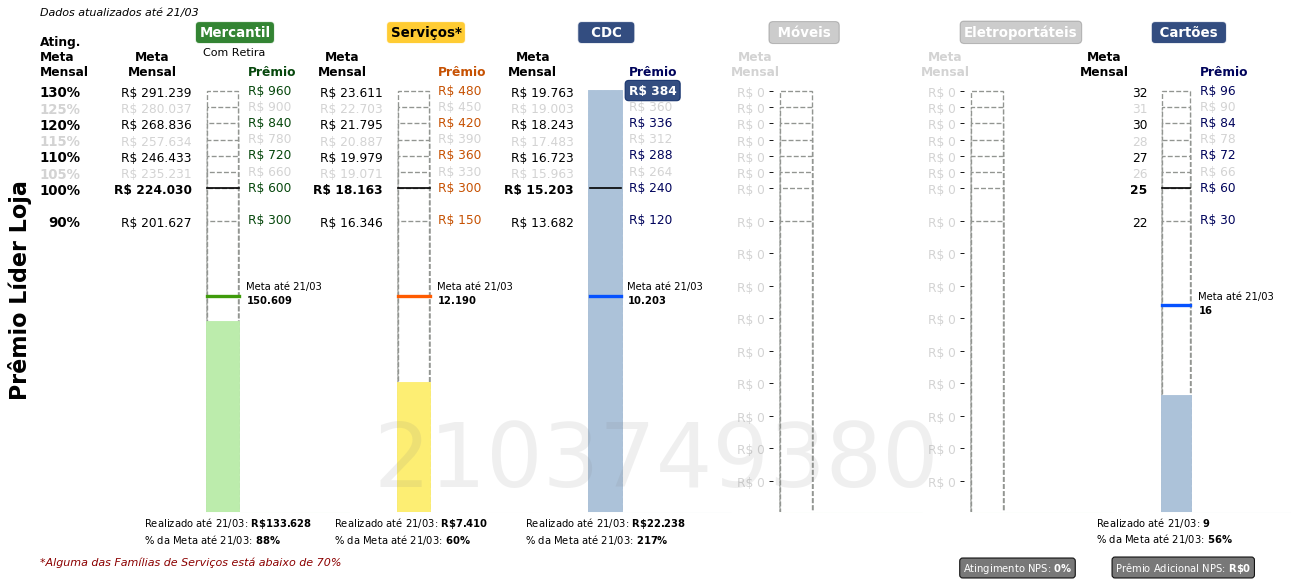 Dados atualizados até 21/03
Mercantil
Serviços*
CDC
Móveis
Eletroportáteis
Cartões
Com Retira
Ating. Meta Mensal
Meta Mensal Prêmio Meta Mensal Prêmio Meta Mensal Prêmio Meta Mensal Meta Mensal Meta Mensal Prêmio
130% R$ 291.239 R$ 960 R$ 23.611 R$ 480 R$ 19.763 R$ 384 R$ 0 R$ 0 32 R$ 96
125% R$ 280.037 R$ 900 R$ 22.703 R$ 450 R$ 19.003 R$ 360 R$ 0 R$ 0 31 R$ 90
120% R$ 268.836 R$ 840 R$ 21.795 R$ 420 R$ 18.243 R$ 336 R$ 0 R$ 0 30 R$ 84
115% R$ 257.634 R$ 780 R$ 20.887 R$ 390 R$ 17.483 R$ 312 R$ 0 R$ 0 28 R$ 78
110% R$ 246.433 R$ 720 R$ 19.979 R$ 360 R$ 16.723 R$ 288 R$ 0 R$ 0 27 R$ 72
105% R$ 235.231 R$ 660 R$ 19.071 R$ 330 R$ 15.963 R$ 264 R$ 0 R$ 0 26 R$ 66
100% R$ 224.030 R$ 600 R$ 18.163 R$ 300 R$ 15.203 R$ 240 R$ 0 R$ 0 25 R$ 60
90% R$ 201.627 R$ 300 R$ 16.346 R$ 150 R$ 13.682 R$ 120 R$ 0 R$ 0 22 R$ 30
R$ 0 R$ 0
R$ 0 R$ 0
R$ 0 R$ 0
R$ 0 R$ 0
R$ 0 R$ 0
R$ 0 R$ 0
R$ 0 R$ 0
R$ 0 R$ 0
Prêmio Líder Loja
Meta até 21/03
150.609
Meta até 21/03
12.190
Meta até 21/03
10.203
Meta até 21/03
16
2103749380
Realizado até 21/03: R$133.628
% da Meta até 21/03: 88%
Realizado até 21/03: R$7.410
% da Meta até 21/03: 60%
Realizado até 21/03: R$22.238
% da Meta até 21/03: 217%
Realizado até 21/03: 9
% da Meta até 21/03: 56%
*Alguma das Famílias de Serviços está abaixo de 70%
Atingimento NPS: 0%
Prêmio Adicional NPS: R$0